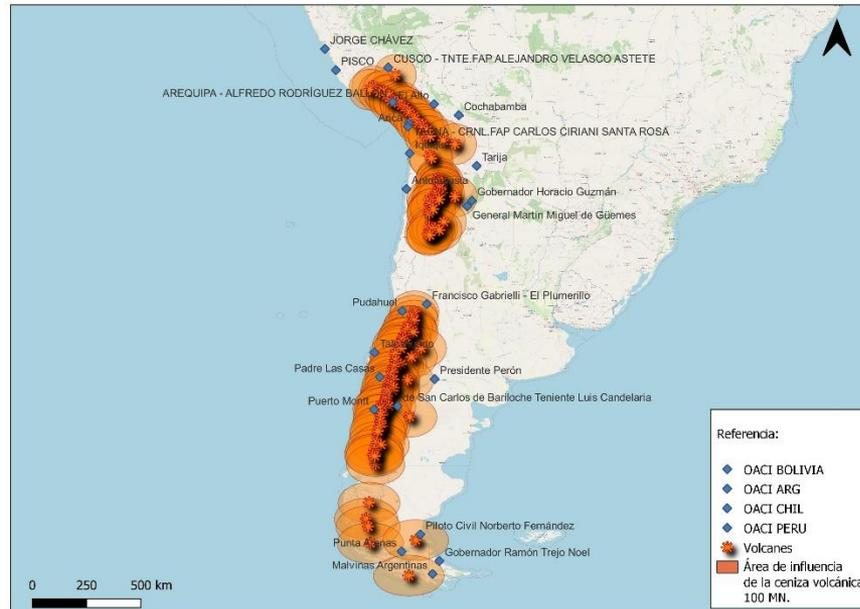 JORGE CHÁVEZ
PISCO
CUSCO - TNTE.FAP ALEJANDRO VELASCO ASTETE
AREQUIPA - ALFREDO RODRÍGUEZ BALLÓN
El Alto
Cochabamba
Arica
TACNA - CRNL.FAP CARLOS CIRIANI SANTA ROSA
Tarija
Antofagasta
Gobernador Horacio Guzmán
General Martin Miguel de Güemes
Francisco Gabrielli - El Plumerillo
Pudahuel
Padre Las Casas
Presidente Perón
Puerto Montt
de San Carlos de Bariloche Teniente Luis Candelaria
Piloto Civil Norberto Fernández
Punta Arenas
Gobernador Ramón Trejo Noel
Malvinas Argentinas
Referencia:
OACI BOLIVIA
OACI ARG
OACI CHIL
OACI PERU
Volcanes
Área de influencia
de la ceniza volcánica
100 MN.
0 250 500 km